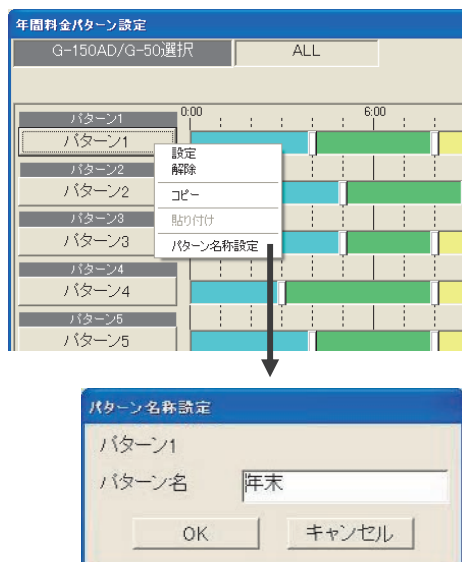 年間料金パターン設定
G-150AD/G-50選択 ALL
0:00 6:00
パターン1
パターン1
設定
解除
コピー
貼り付け
パターン名称設定
パターン2
パターン2
パターン3
パターン3
パターン4
パターン4
パターン5
パターン5
パターン名称設定
パターン1
パターン名 年末
OK キャンセル